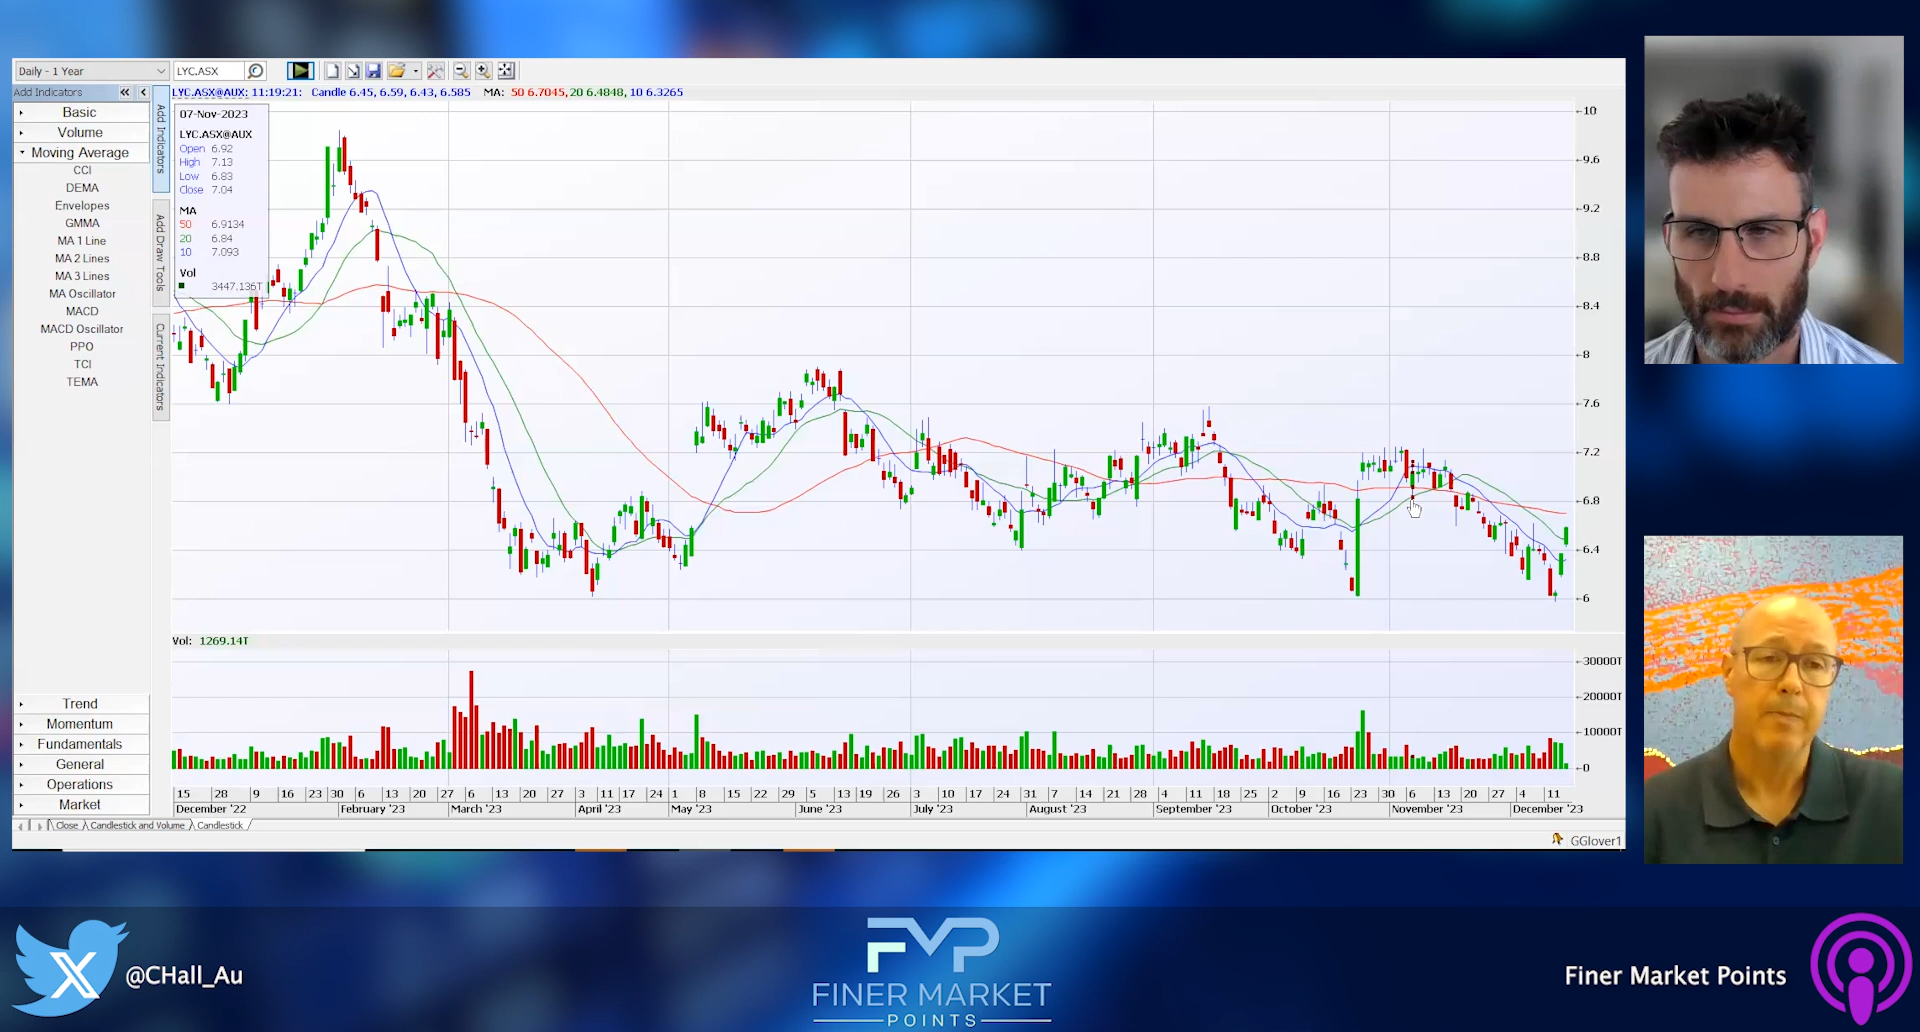 Daily - 1 Year
LYC.ASX
Add Indicators
LYC.ASX@AUX: 11:19:21: Candle 6.45, 6.59, 6.43, 6.585 MA: 50 6.7045, 20 6.4848, 10 6.3265
Basic
Volume
Moving Average
CCI
DEMA
Envelopes
GMMA
MA 1 Line
MA 2 Lines
MA 3 Lines
MA Oscillator
MACD
MACD Oscillator
PPO
TCI
TEMA
Trend
Momentum
Fundamentals
General
Operations
Market
Add Indicators
Add Draw Tools
Current Indicators
07-Nov-2023
LYC.ASX@AUX
Open 6.92
High 7.13
Low 6.83
Close 7.04
MA
50 6.9134
20 6.84
10 7.093
Vol
3447.136T
10
9.6
9.2
8.8
8.4
8
7.6
7.2
6.8
6.4
6
Vol: 1269.14T
30000T
20000T
10000T
0
15 28 9 16 23 30 6 13 20 27 6 13 20 27 3 11 17 24 1 8 15 22 29 5 13 19 26 3 10 17 24 31 7 14 21 28 4 11 18 25 2 9 16 23 30 6 13 20 27 4 11
December '22 February '23 March '23 April '23 May '23 June '23 July '23 August '23 September '23 October '23 November '23 December '23
Close Candlestick and Volume Candlestick
GGlover1
X @CHall_Au
FMP
FINER MARKET
POINTS
Finer Market Points